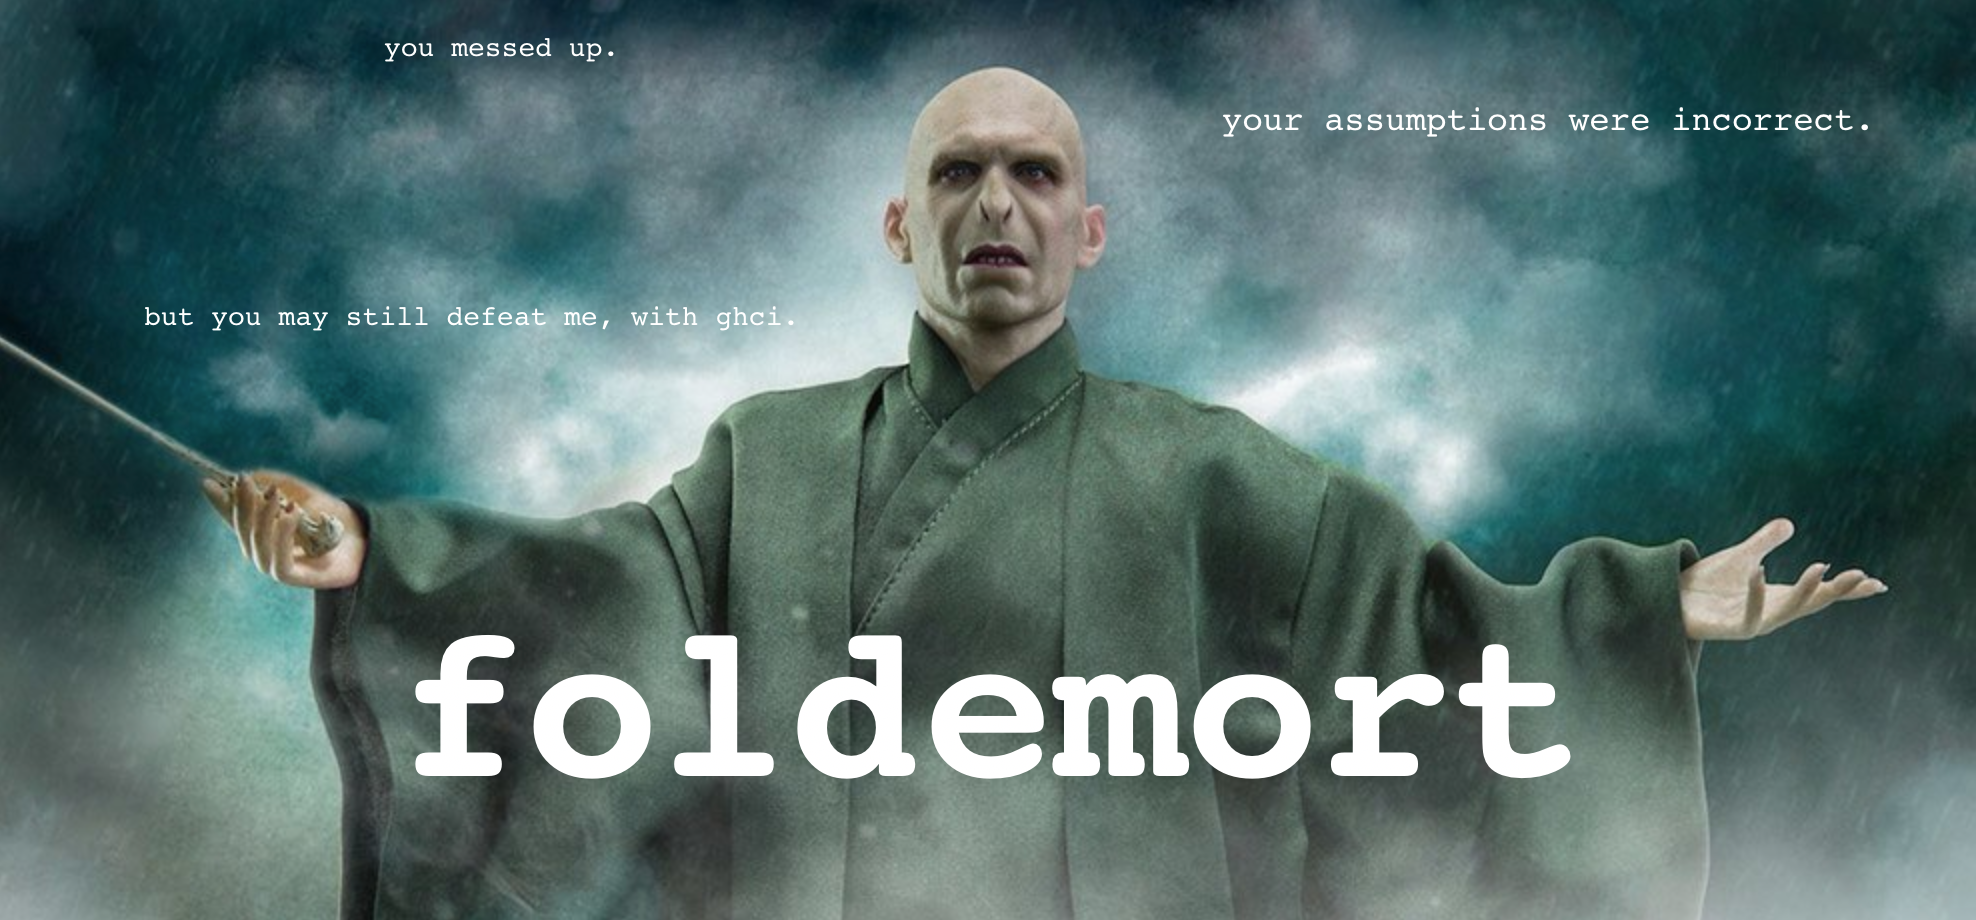 you messed up.
your assumptions were incorrect.
but you may still defeat me, with ghci.
foldemort